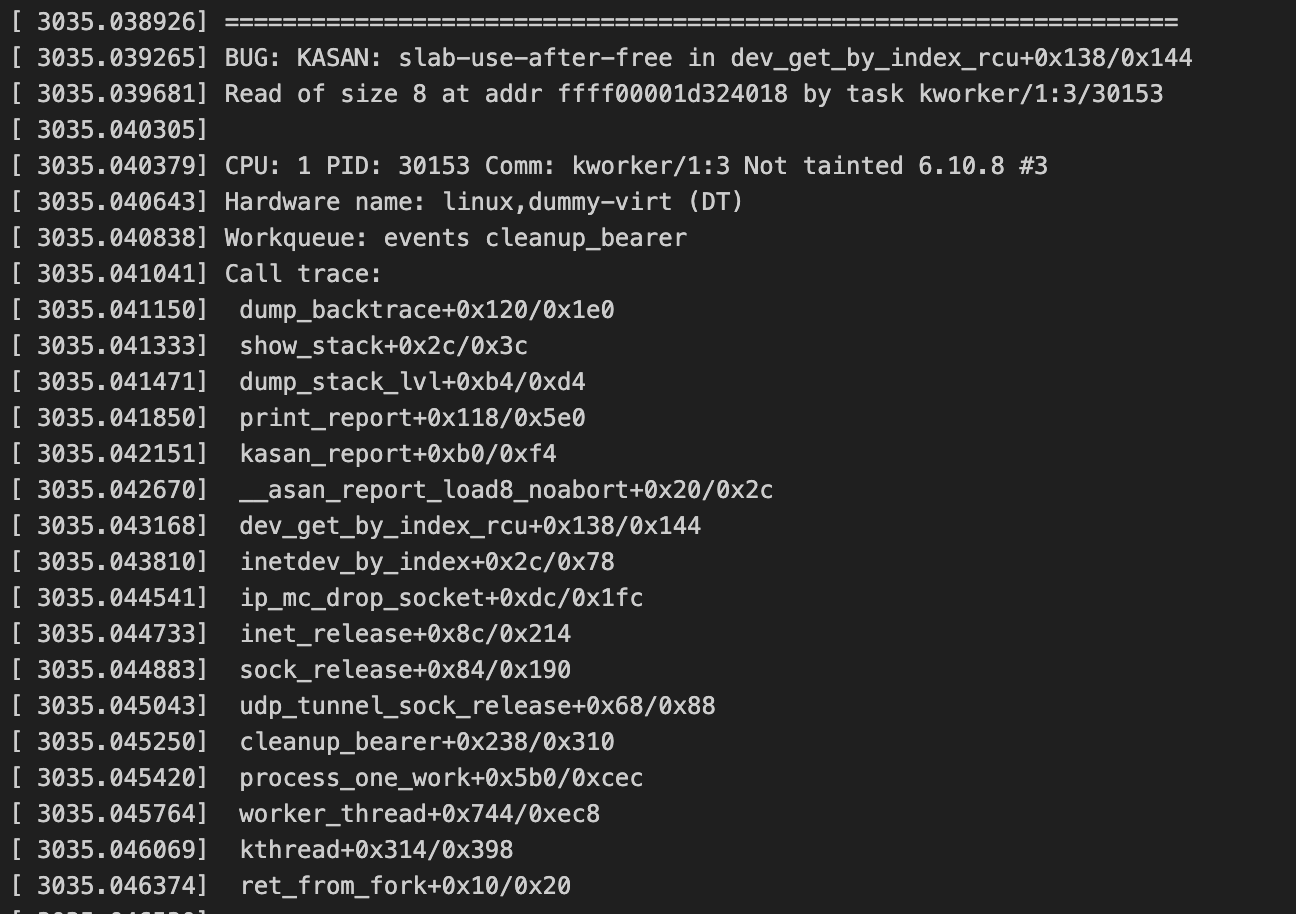 [ 3035.038926] ==================================================================
[ 3035.039265] BUG: KASAN: slab-use-after-free in dev_get_by_index_rcu+0x138/0x144
[ 3035.039681] Read of size 8 at addr ffff00001d324018 by task kworker/1:3/30153
[ 3035.040305]
[ 3035.040379] CPU: 1 PID: 30153 Comm: kworker/1:3 Not tainted 6.10.8 #3
[ 3035.040643] Hardware name: linux,dummy-virt (DT)
[ 3035.040838] Workqueue: events cleanup_bearer
[ 3035.041041] Call trace:
[ 3035.041150]  dump_backtrace+0x120/0x1e0
[ 3035.041333]  show_stack+0x2c/0x3c
[ 3035.041471]  dump_stack_lvl+0xb4/0xd4
[ 3035.041850]  print_report+0x118/0x5e0
[ 3035.042151]  kasan_report+0xb0/0xf4
[ 3035.042670]  __asan_report_load8_noabort+0x20/0x2c
[ 3035.043168]  dev_get_by_index_rcu+0x138/0x144
[ 3035.043810]  inetdev_by_index+0x2c/0x78
[ 3035.044541]  ip_mc_drop_socket+0xdc/0x1fc
[ 3035.044733]  inet_release+0x8c/0x214
[ 3035.044883]  sock_release+0x84/0x190
[ 3035.045043]  udp_tunnel_sock_release+0x68/0x88
[ 3035.045250]  cleanup_bearer+0x238/0x310
[ 3035.045420]  process_one_work+0x5b0/0xcec
[ 3035.045764]  worker_thread+0x744/0xec8
[ 3035.046069]  kthread+0x314/0x398
[ 3035.046374]  ret_from_fork+0x10/0x20